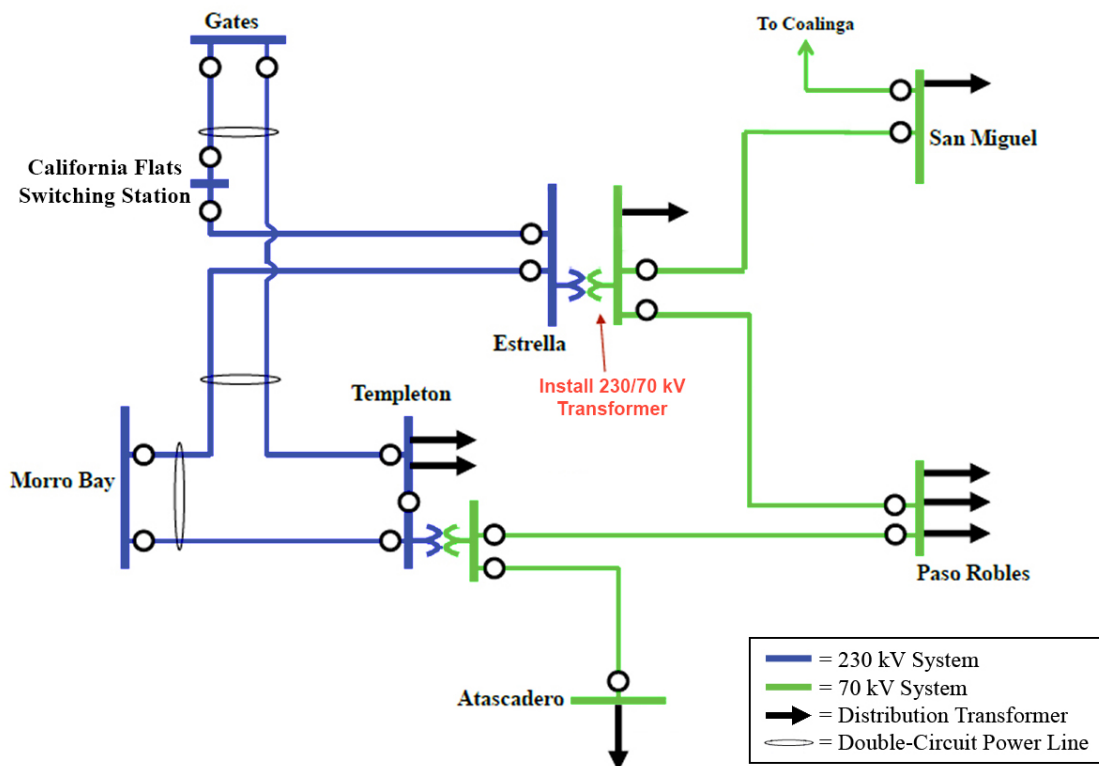 Gates
To Coalinga
San Miguel
California Flats
Switching Station
Estrella
Install 230/70 kV
Transformer
Templeton
Morro Bay
Paso Robles
Atascadero
= 230 kV System
= 70 kV System
= Distribution Transformer
= Double-Circuit Power Line